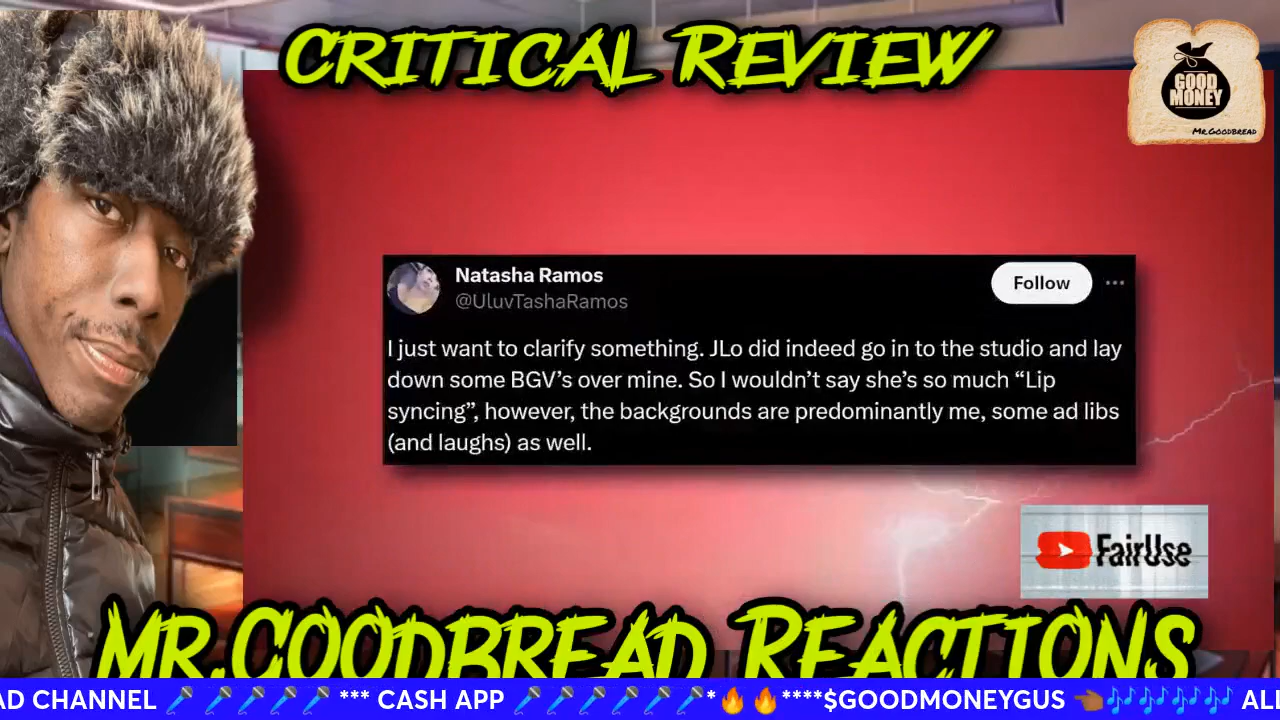 CRITICAL REVIEW
GOOD
MONEY
MR.GOODBREAD
Natasha Ramos
@UluvTashaRamos
Follow
I just want to clarify something. JLo did indeed go in to the studio and lay
down some BGV’s over mine. So I wouldn’t say she’s so much “Lip
syncing”, however, the backgrounds are predominantly me, some ad libs
(and laughs) as well.
FairUse
MR.GOODBREAD REACTIONS
AD CHANNEL 🎤🎤🎤🎤🎤 *** CASH APP 🎤🎤🎤🎤🎤🎤* 🔥 🔥 ****$GOODMONEYGUS 👈🏾🎶🎶🎶🎶🎶 ALL